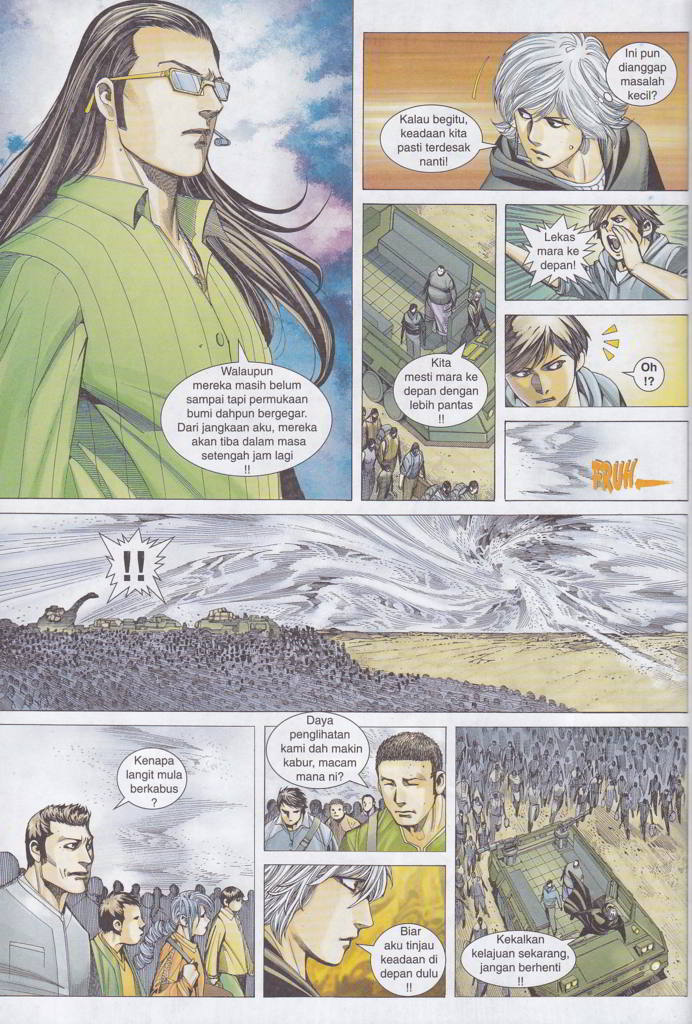 Walaupun
mereka masih belum
sampai tapi permukaan
bumi dahpun bergegar.
Dari jangkaan aku, mereka
akan tiba dalam masa
setengah jam lagi
!!
Ini pun
dianggap
masalah
kecil?
Kalau begitu,
keadaan kita
pasti terdesak
nanti!
Kita
mesti mara ke
depan dengan
lebih pantas
!!
Lekas
mara ke
depan!
Oh
!?
FRUH
!!
Kenapa
langit mula
berkabus
?
Daya
penglihatan
kami dah makin
kabur, macam
mana ni?
Biar
aku tinjau
keadaan di
depan dulu
!!
Kekalkan
kelajuan sekarang,
jangan berhenti
!!